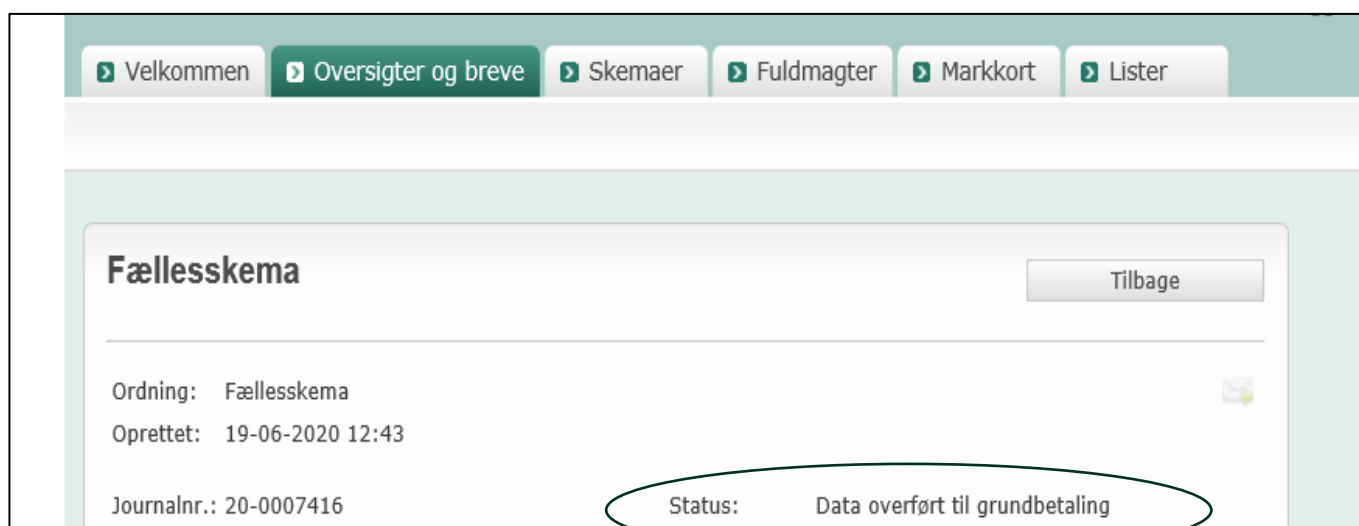 Velkommen Oversigter og breve Skemaer Fuldmagter Markkort Lister
Fællesskema Tilbage
Ordning: Fællesskema
Oprettet: 19-06-2020 12:43
Journalnr.: 20-0007416 Status: Data overført til grundbetaling